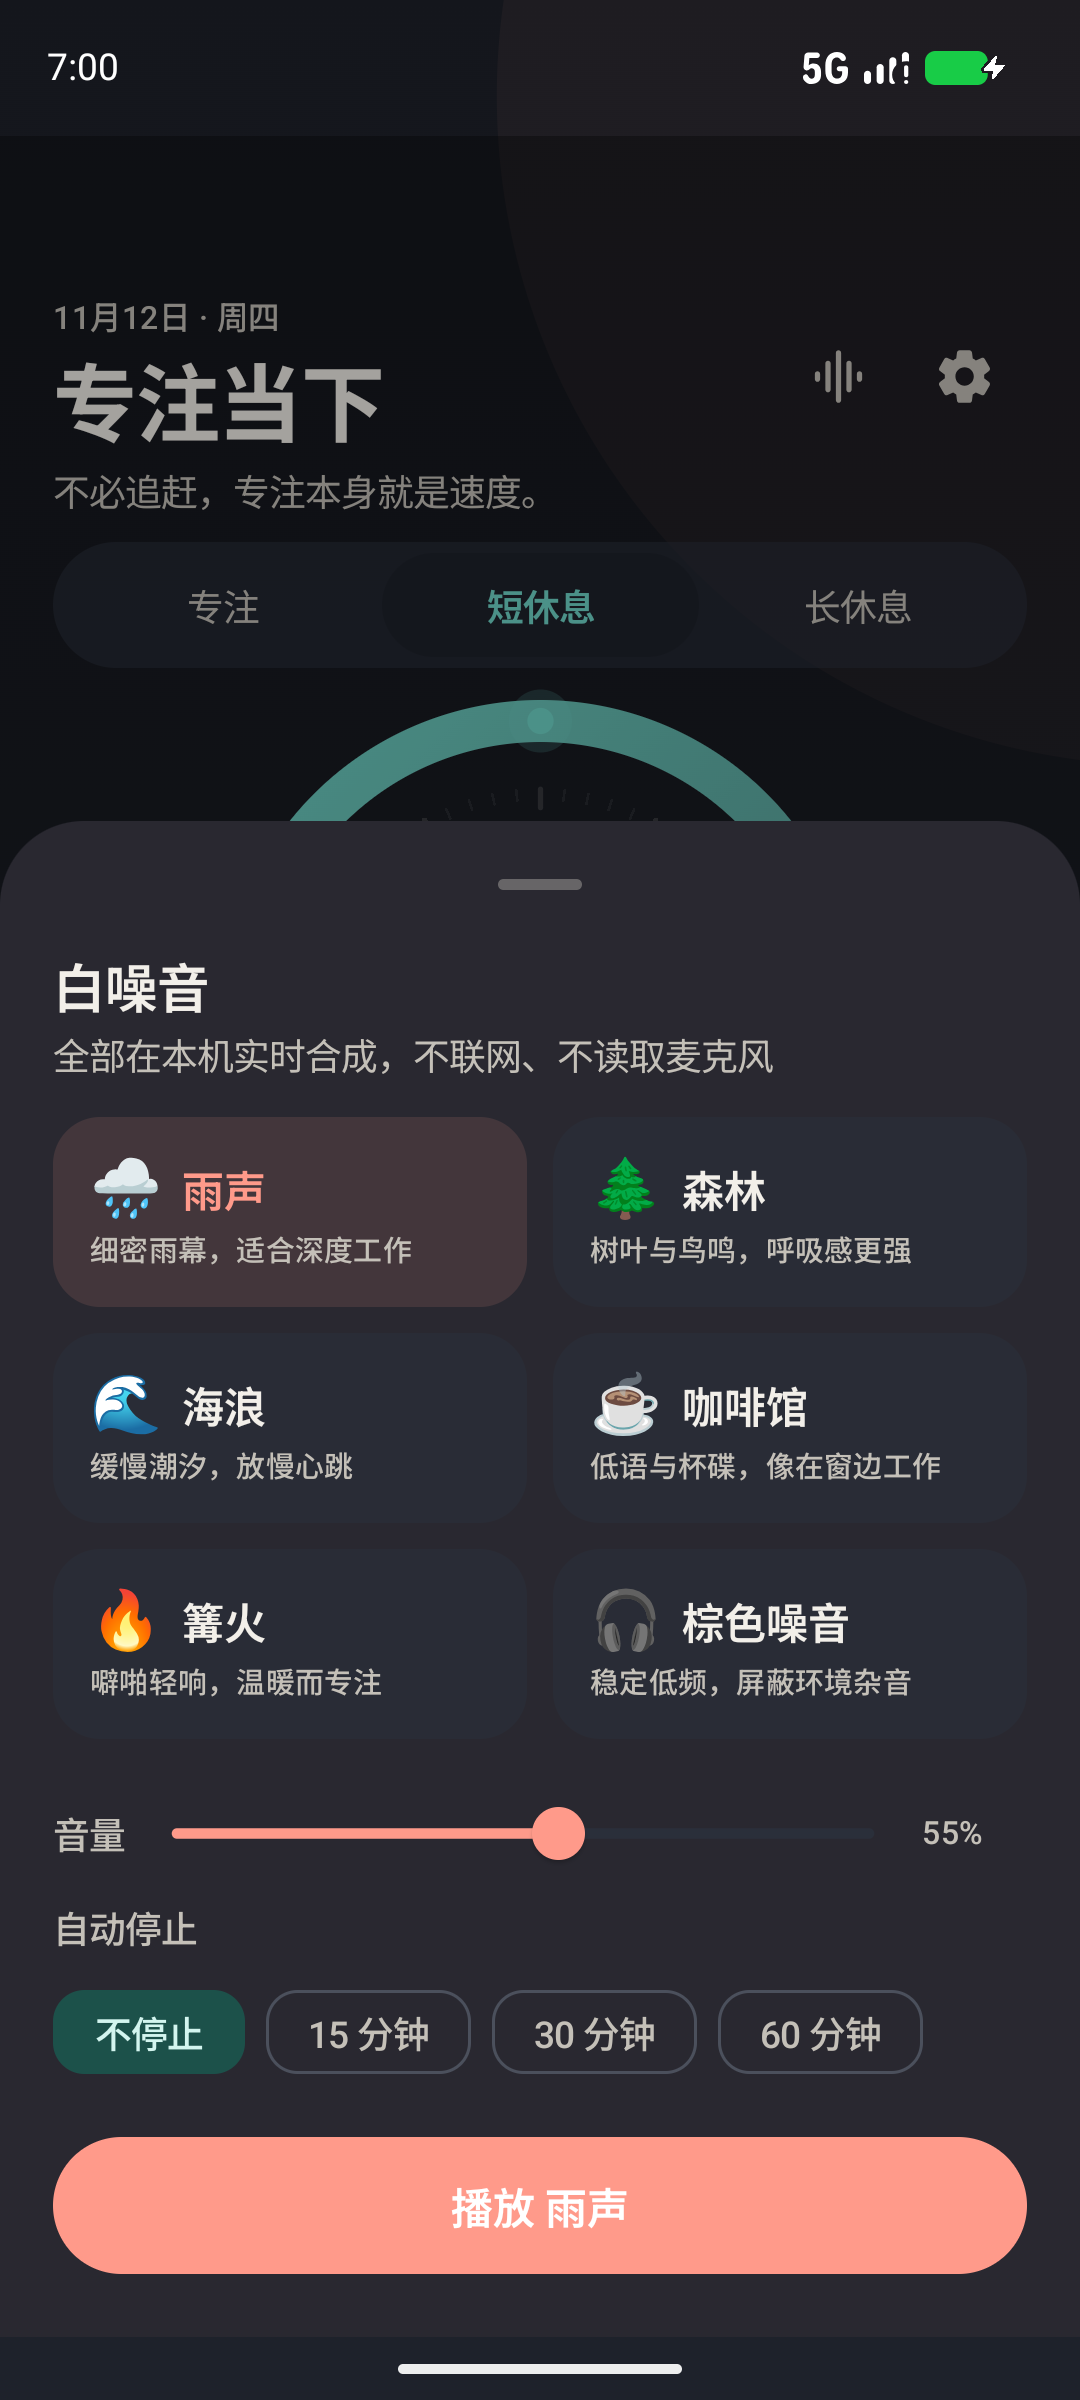 7:00
5G
11月12日 · 周四
专注当下
不必追赶，专注本身就是速度。
专注 短休息 长休息
白噪音
全部在本机实时合成，不联网、不读取麦克风
雨声
细密雨幕，适合深度工作
森林
树叶与鸟鸣，呼吸感更强
海浪
缓慢潮汐，放慢心跳
咖啡馆
低语与杯碟，像在窗边工作
篝火
噼啪轻响，温暖而专注
棕色噪音
稳定低频，屏蔽环境杂音
音量 55%
自动停止
不停止 15 分钟 30 分钟 60 分钟
播放 雨声